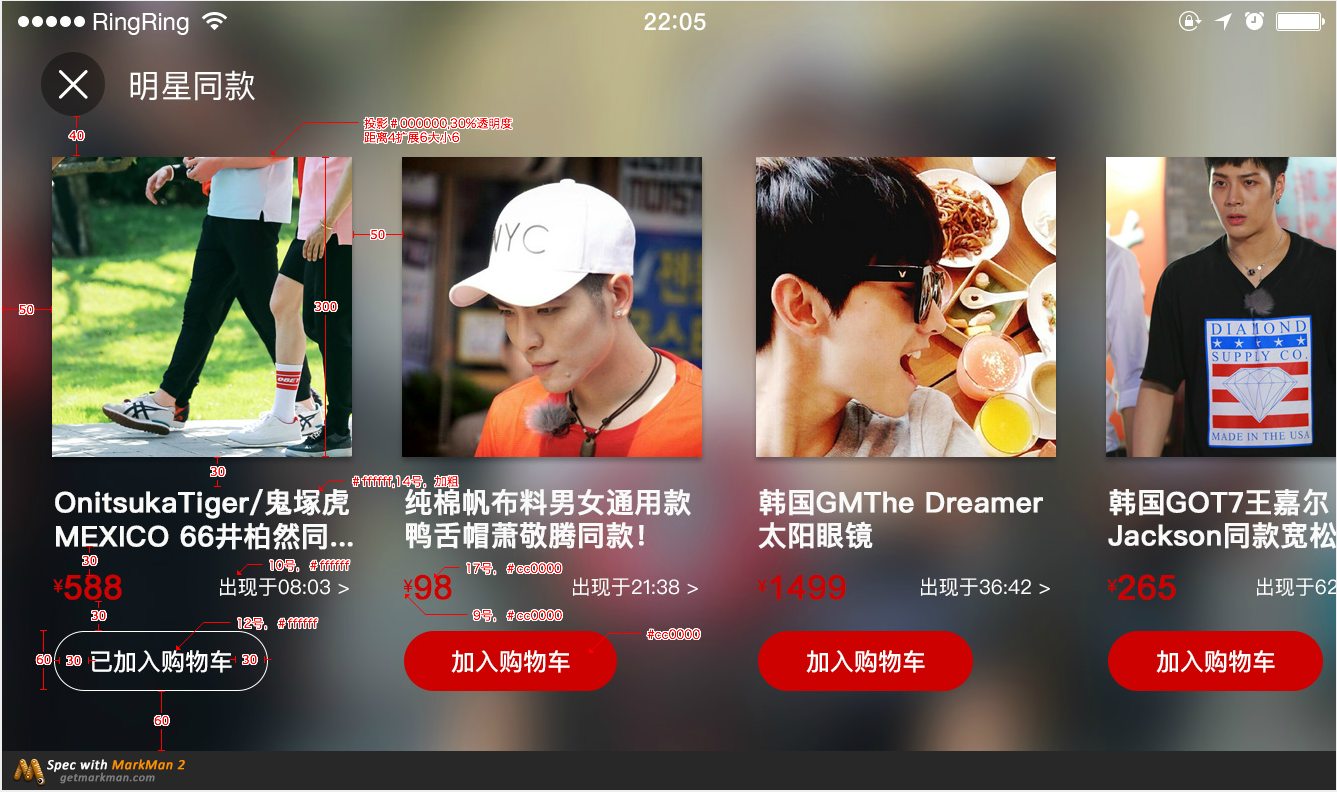 RingRing 22:05
明星同款
40
投影#000000,30%透明度
距离4扩展6大小6
50
50
300
NYC
DIAMOND
SUPPLY CO.
MADE IN THE USA
30
#ffffff,14号，加粗
OnitsukaTiger/鬼塚虎
MEXICO 66井柏然同...
纯棉帆布料男女通用款
鸭舌帽萧敬腾同款！
韩国GMThe Dreamer
太阳眼镜
韩国GOT7王嘉尔
Jackson同款宽松
30
10号，#ffffff
17号，#cc0000
¥588
出现于08:03 >
¥98
出现于21:38 >
¥1499
出现于36:42 >
¥265
出现于62
30
12号，#ffffff
9号，#cc0000
#cc0000
60
30
已加入购物车
30
加入购物车
加入购物车
加入购物车
60
Spec with MarkMan 2
getmarkman.com